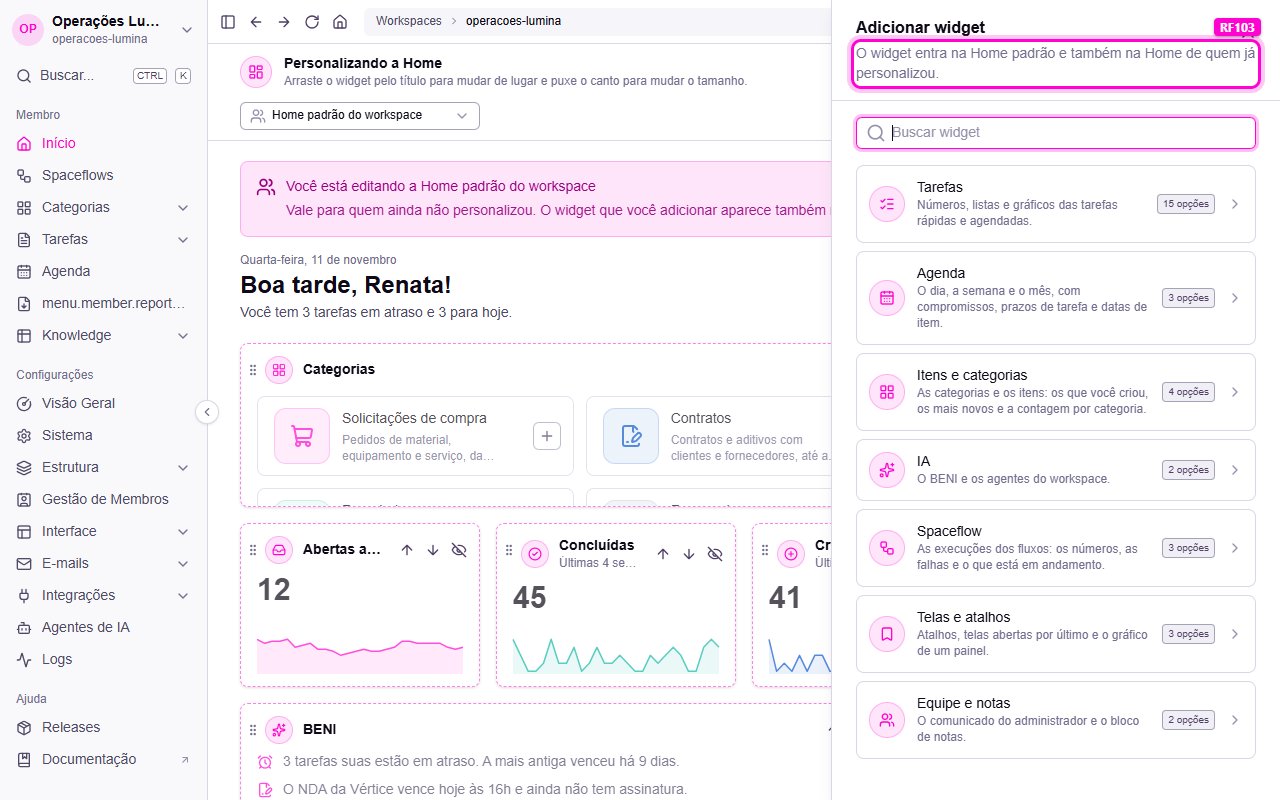 OP
Operações Lu...
operacoes-lumina
Buscar...
CTRL
K
Membro
Início
Spaceflows
Categorias
Tarefas
Agenda
menu.member.report...
Knowledge
Configurações
Visão Geral
Sistema
Estrutura
Gestão de Membros
Interface
E-mails
Integrações
Agentes de IA
Logs
Ajuda
Releases
Documentação
Workspaces
operacoes-lumina
Personalizando a Home
Arraste o widget pelo título para mudar de lugar e puxe o canto para mudar o tamanho.
Home padrão do workspace
Você está editando a Home padrão do workspace
Vale para quem ainda não personalizou. O widget que você adicionar aparece também
Quarta-feira, 11 de novembro
Boa tarde, Renata!
Você tem 3 tarefas em atraso e 3 para hoje.
Categorias
Solicitações de compra
Pedidos de material,
equipamento e serviço, da...
Contratos
Contratos e aditivos com
clientes e fornecedores, até a...
Abertas a...
12
Concluídas
Últimas 4 se...
45
Cr
Últi
41
BENI
3 tarefas suas estão em atraso. A mais antiga venceu há 9 dias.
O NDA da Vértice vence hoje às 16h e ainda não tem assinatura.
Adicionar widget
RF103
O widget entra na Home padrão e também na Home de quem já
personalizou.
Buscar widget
Tarefas
Números, listas e gráficos das tarefas
rápidas e agendadas.
15 opções
Agenda
O dia, a semana e o mês, com
compromissos, prazos de tarefa e datas de
item.
3 opções
Itens e categorias
As categorias e os itens: os que você criou,
os mais novos e a contagem por categoria.
4 opções
IA
O BENI e os agentes do workspace.
2 opções
Spaceflow
As execuções dos fluxos: os números, as
falhas e o que está em andamento.
3 opções
Telas e atalhos
Atalhos, telas abertas por último e o gráfico
de um painel.
3 opções
Equipe e notas
O comunicado do administrador e o bloco
de notas.
2 opções